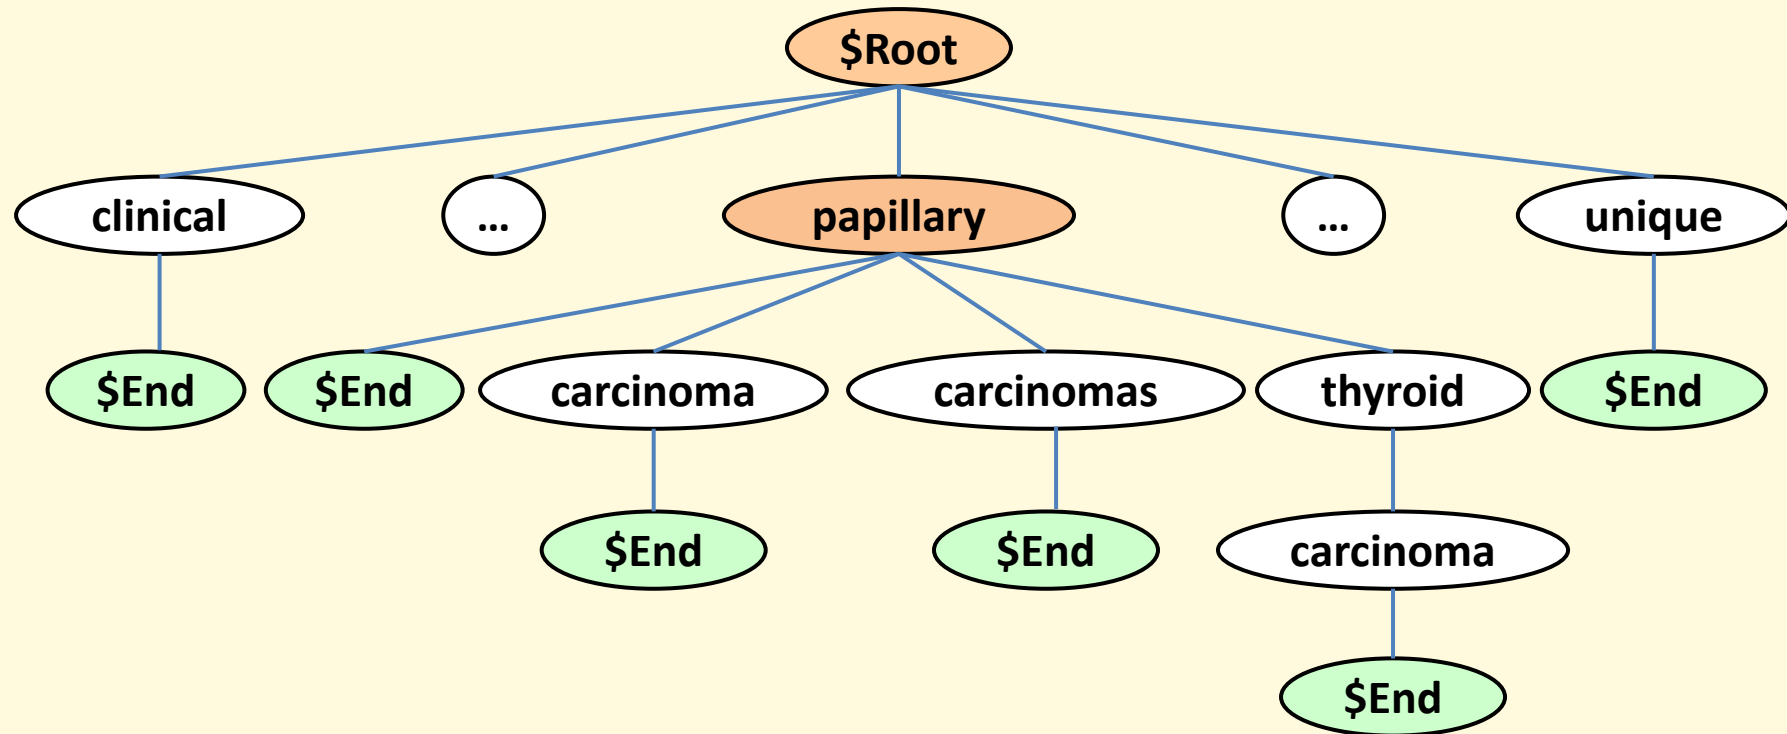 $Root
clinical ... papillary ... unique
$End $End carcinoma carcinomas thyroid $End
$End $End carcinoma
$End